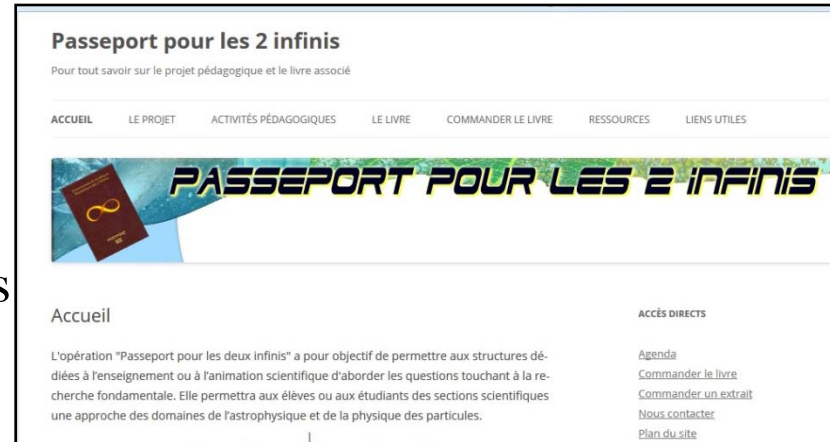 Passeport pour les 2 infinis
Pour tout savoir sur le projet pédagogique et le livre associé
ACCUEIL LE PROJET ACTIVITÉS PÉDAGOGIQUES LE LIVRE COMMANDER LE LIVRE RESSOURCES LIENS UTILES
PASSEPORT POUR LES 2 INFINIS
s
Accueil
L'opération "Passeport pour les deux infinis" a pour objectif de permettre aux structures dé-
diées à l'enseignement ou à l'animation scientifique d'aborder les questions touchant à la re-
cherche fondamentale. Elle permettra aux élèves ou aux étudiants des sections scientifiques
une approche des domaines de l'astrophysique et de la physique des particules.
ACCÈS DIRECTS
Agenda
Commander le livre
Commander un extrait
Nous contacter
Plan du site